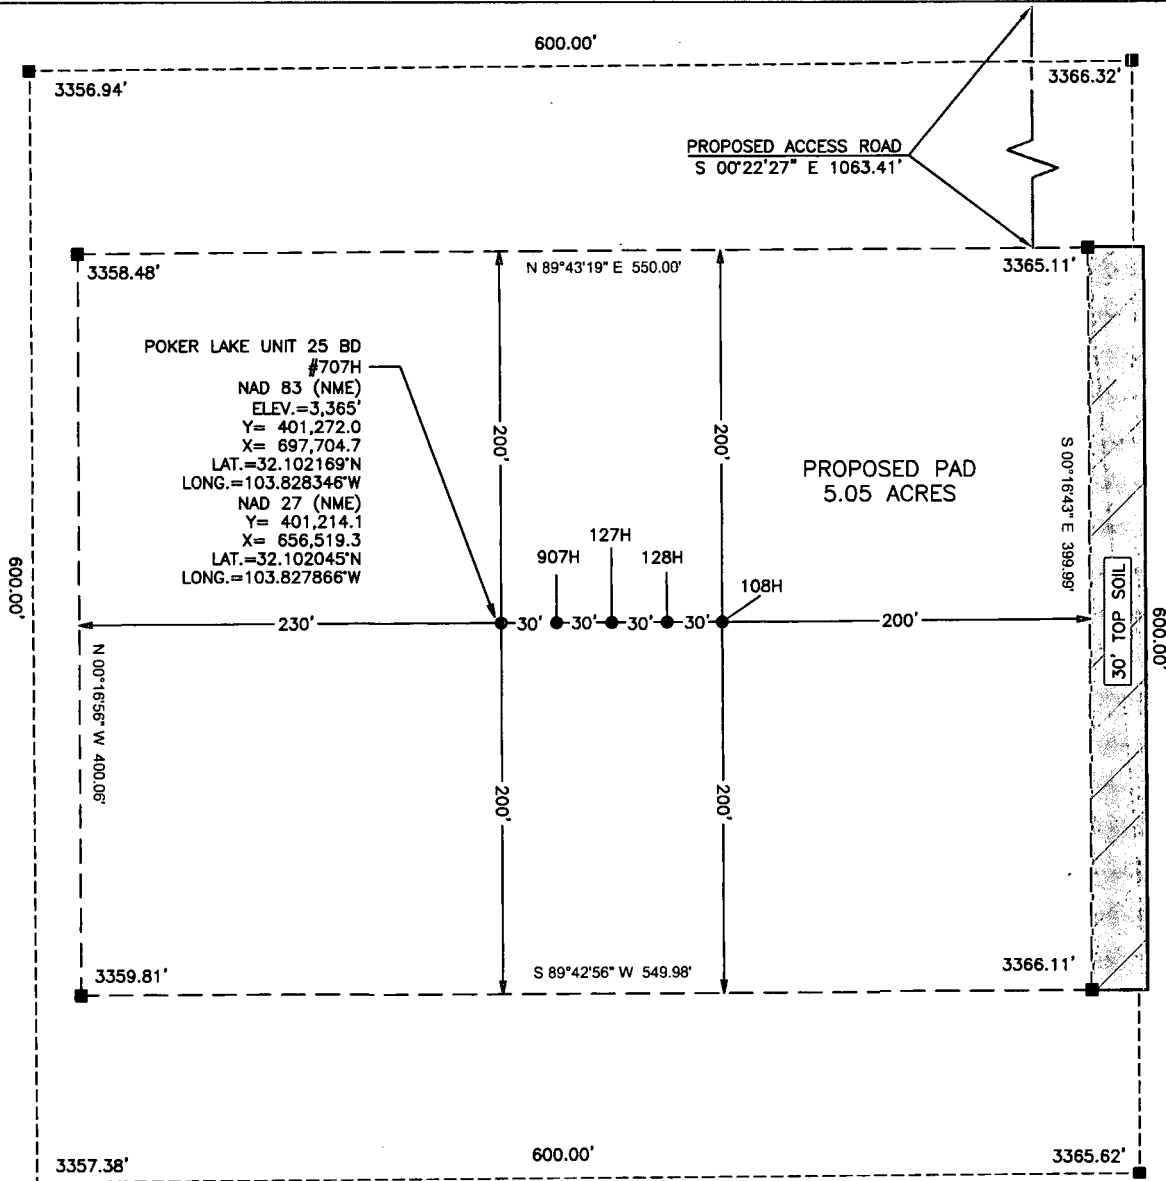 600.00'
3356.94'
3366.32'
PROPOSED ACCESS ROAD
S 00°22'27" E 1063.41'
3358.48'
N 89°43'19" E 550.00'
3365.11'
POKER LAKE UNIT 25 BD
#707H
NAD 83 (NME)
ELEV.=3,365'
Y= 401,272.0
X= 697,704.7
LAT.=32.102169°N
LONG.=103.828346°W
NAD 27 (NME)
Y= 401,214.1
X= 656,519.3
LAT.=32.102045°N
LONG.=103.827866°W
200'
200'
PROPOSED PAD
5.05 ACRES
S 00°16'43" E 399.99'
600.00'
907H
127H
128H
108H
30' TOP SOIL
600.00'
230'
30'
30'
30'
30'
200'
N 00°16'56" W 400.06'
200'
200'
3359.81'
S 89°42'56" W 549.98'
3366.11'
3357.38'
600.00'
3365.62'